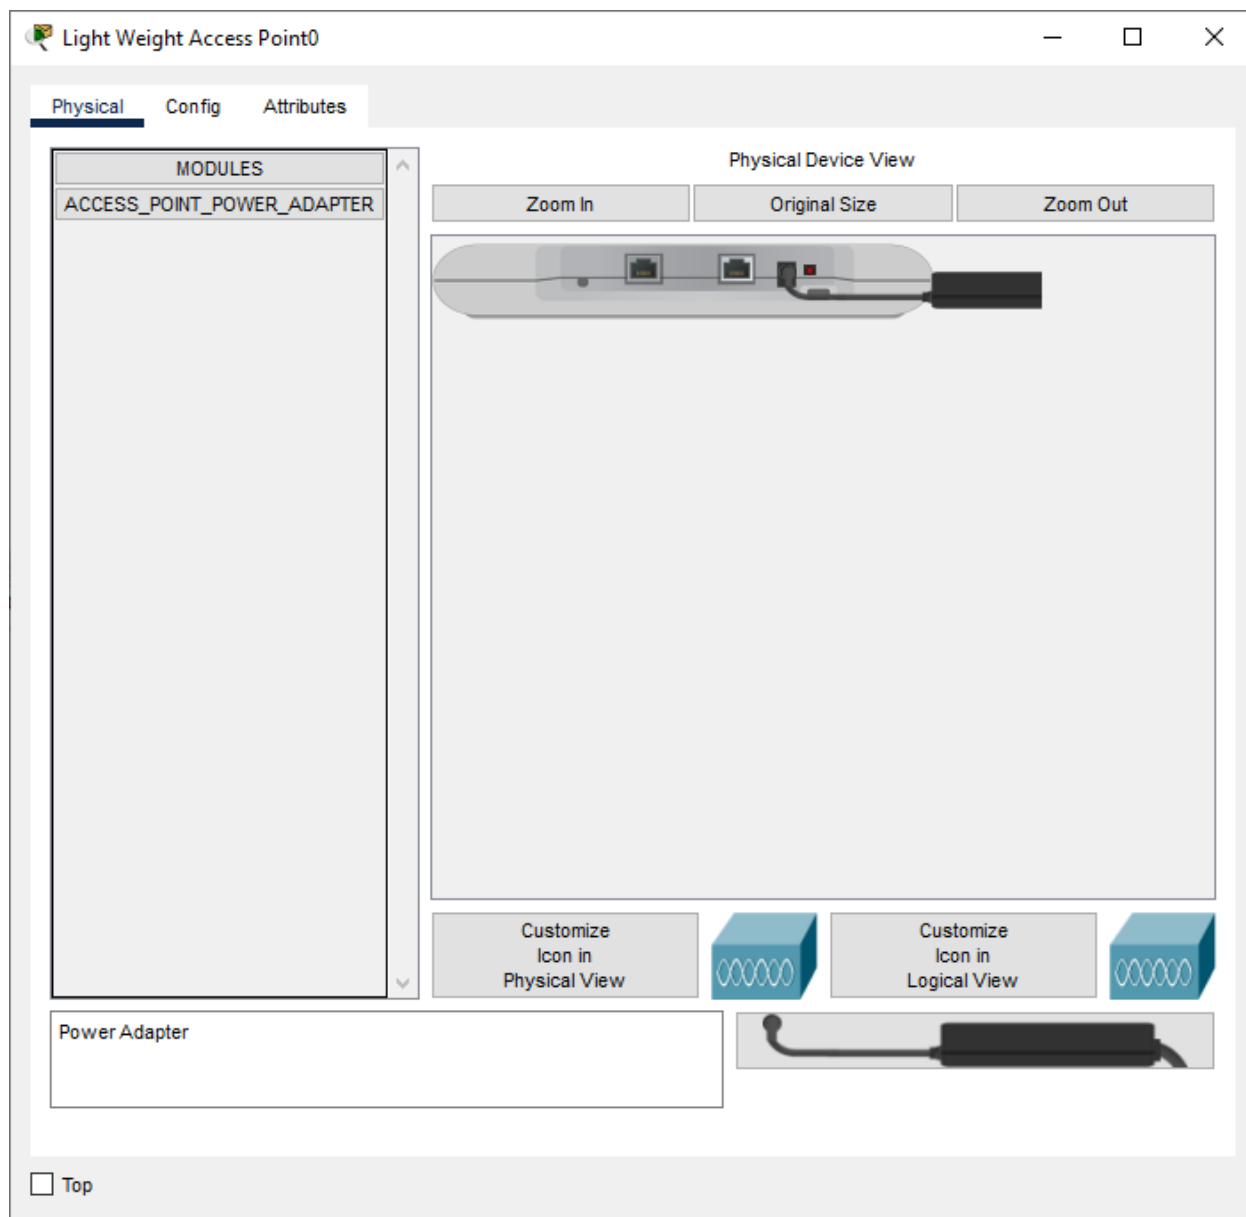 Light Weight Access Point0
Physical Config Attributes
MODULES
ACCESS_POINT_POWER_ADAPTER
Physical Device View
Zoom In Original Size Zoom Out
Customize
Icon in
Physical View
Customize
Icon in
Logical View
Power Adapter
Top